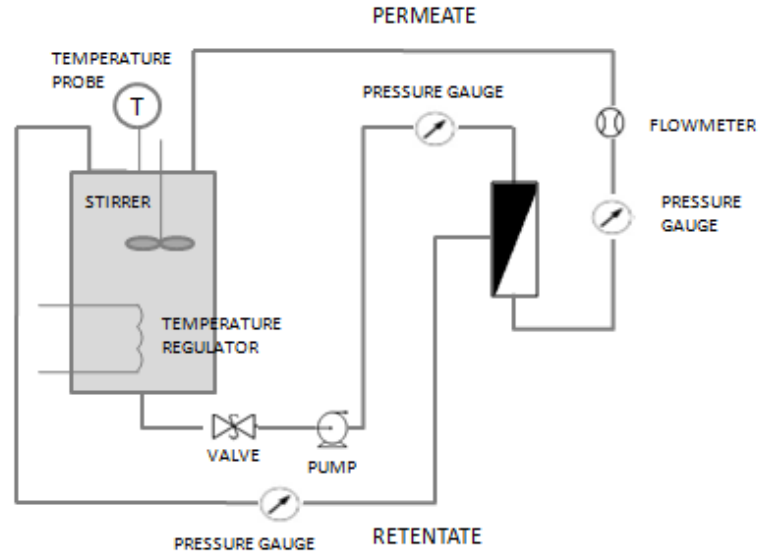 PERMEATE
TEMPERATURE
PROBE
T
PRESSURE GAUGE
FLOWMETER
STIRRER
PRESSURE
GAUGE
TEMPERATURE
REGULATOR
VALVE
PUMP
PRESSURE GAUGE
RETENTATE